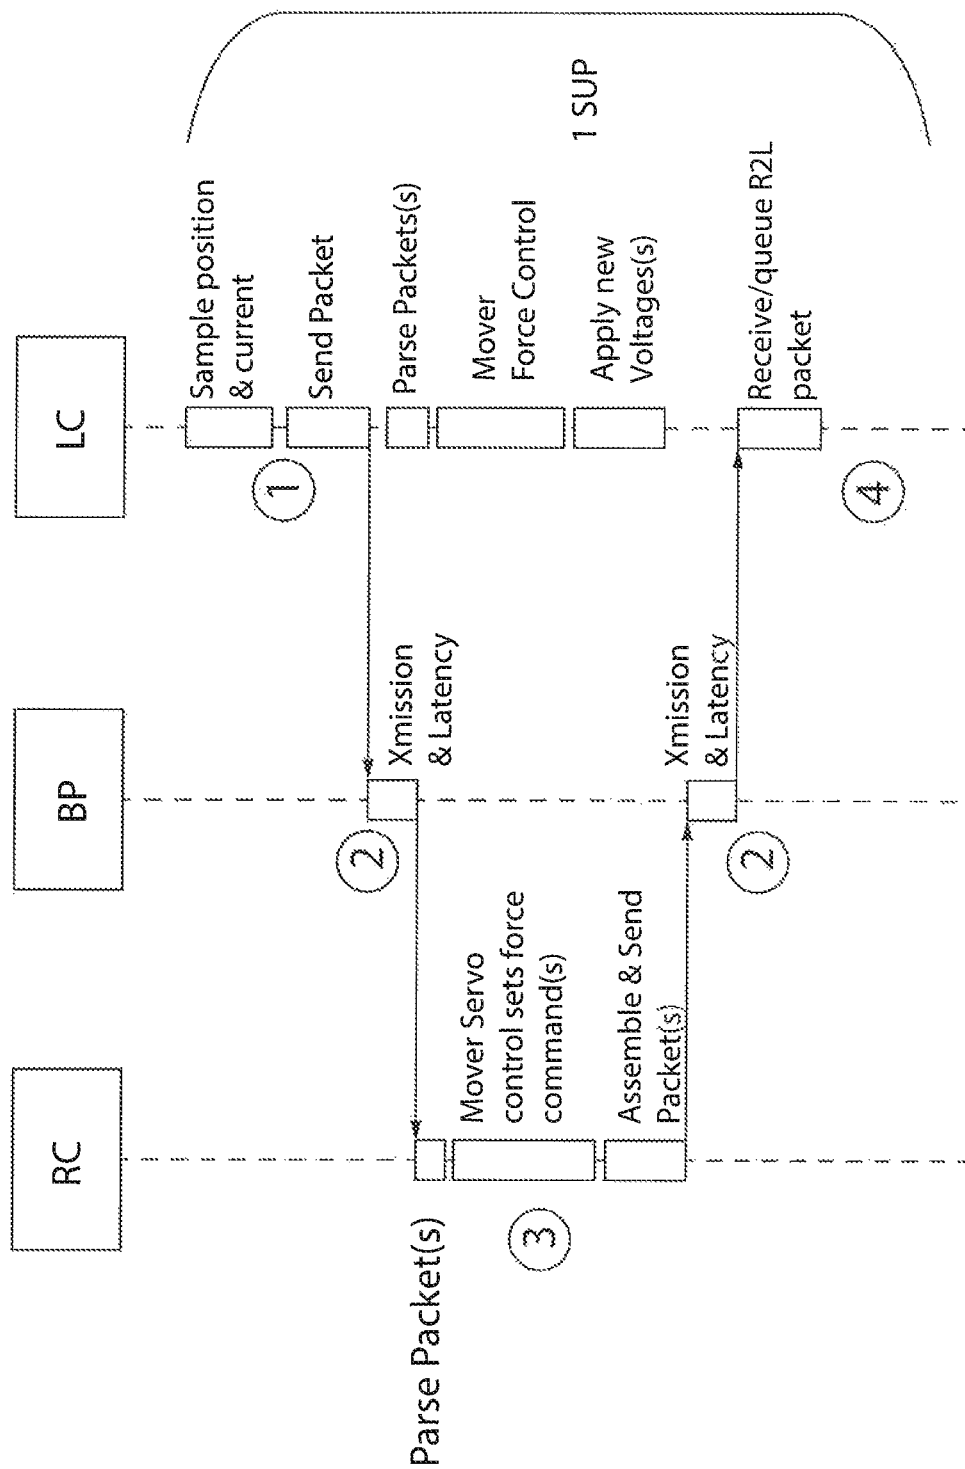 RC
BP
LC
Sample position
& current
1
Send Packet
Parse Packets(s)
Mover
Force Control
Apply new
Voltages(s)
1 SUP
Receive/queue R2L
packet
4
Xmission
& Latency
2
Xmission
& Latency
2
Parse Packet(s)
Mover Servo
control sets force
command(s)
3
Assemble & Send
Packet(s)